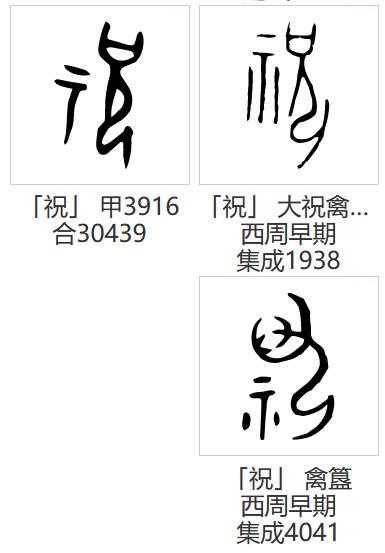 「祝」 甲3916
合30439
「祝」 大祝禽...
西周早期
集成1938
「祝」 禽簋
西周早期
集成4041